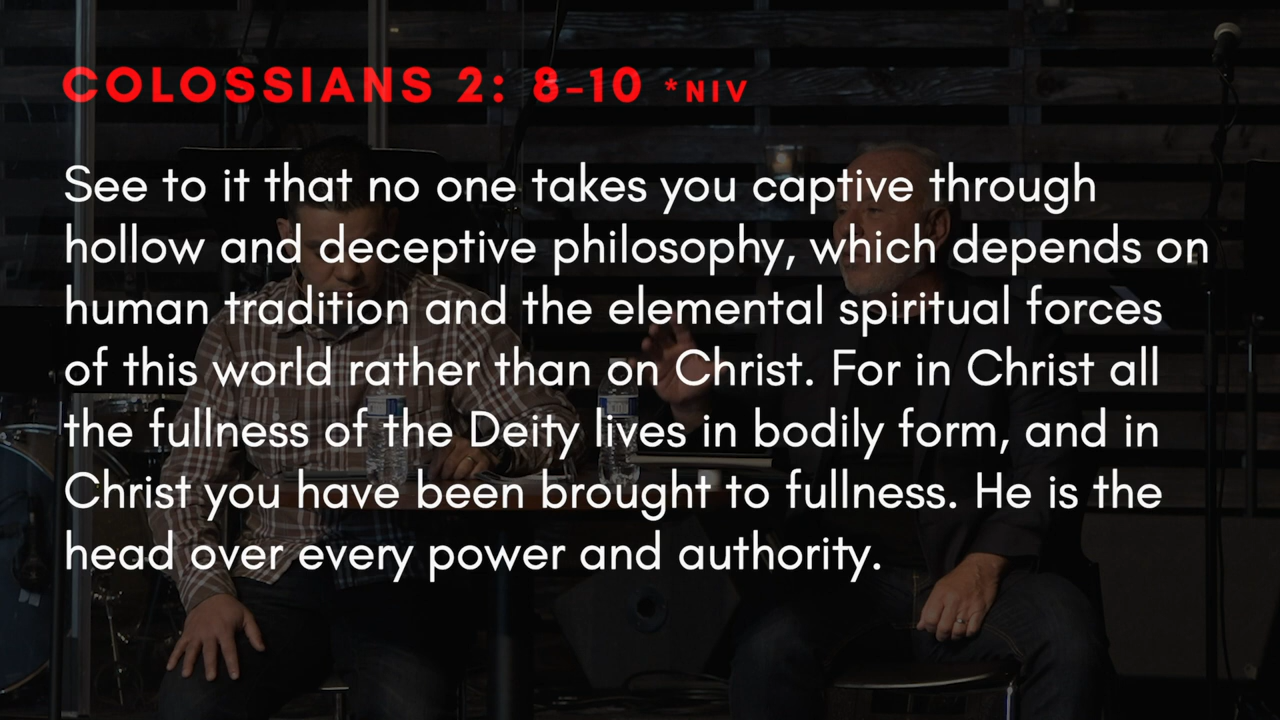 COLOSSIANS 2: 8-10 *NIV
See to it that no one takes you captive through
hollow and deceptive philosophy, which depends on
human tradition and the elemental spiritual forces
of this world rather than on Christ. For in Christ all
the fullness of the Deity lives in bodily form, and in
Christ you have been brought to fullness. He is the
head over every power and authority.